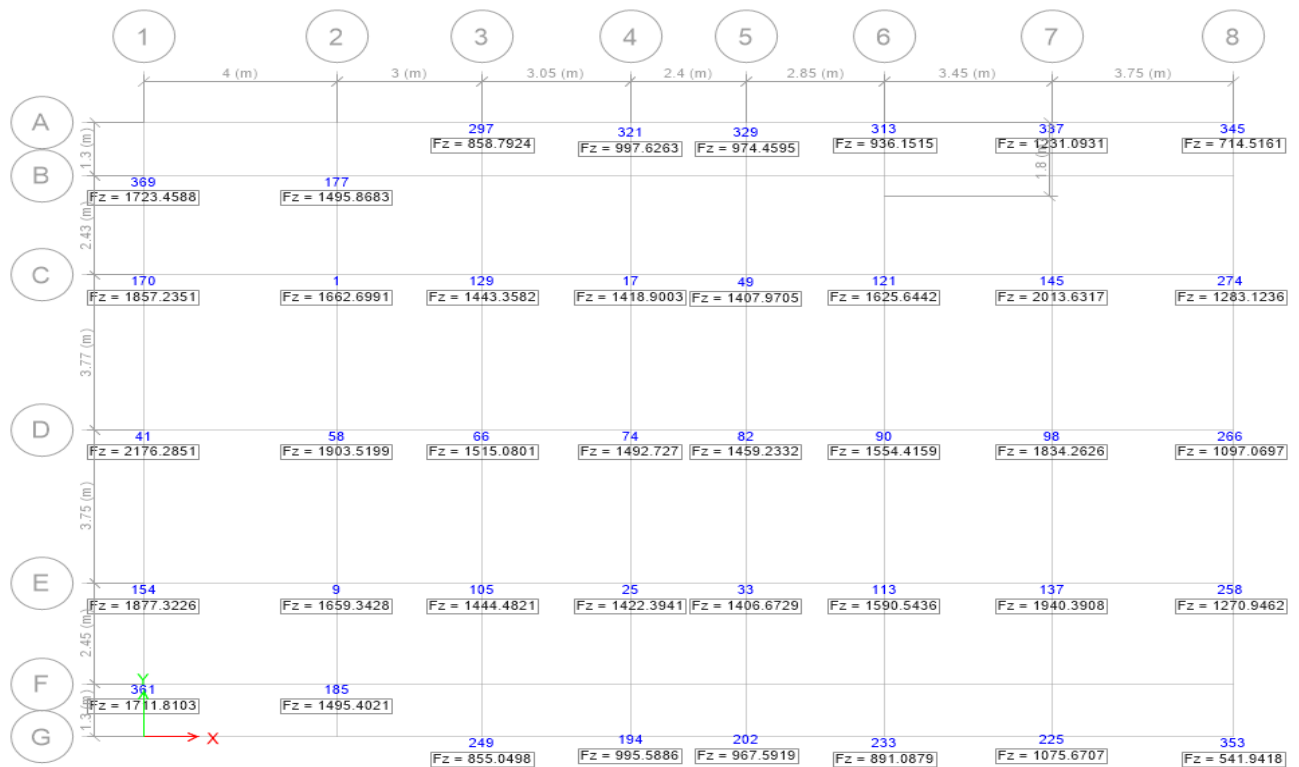 1 2 3 4 5 6 7 8
4 (m) 3 (m) 3.05 (m) 2.4 (m) 2.85 (m) 3.45 (m) 3.75 (m)
A
297 321 329 313 337 345
Fz = 858.7924 Fz = 997.6263 Fz = 974.4595 Fz = 936.1515 Fz = 1231.0931 Fz = 714.5161
1.3 (m)
B
369 177
Fz = 1723.4588 Fz = 1495.8683
2.43 (m)
C
170 1 129 17 49 121 145 274
Fz = 1857.2351 Fz = 1662.6991 Fz = 1443.3582 Fz = 1418.9003 Fz = 1407.9705 Fz = 1625.6442 Fz = 2013.6317 Fz = 1283.1236
3.77 (m)
D
41 58 66 74 82 90 98 266
Fz = 2176.2851 Fz = 1903.5199 Fz = 1515.0801 Fz = 1492.727 Fz = 1459.2332 Fz = 1554.4159 Fz = 1834.2626 Fz = 1097.0697
3.75 (m)
E
154 9 105 25 33 113 137 258
Fz = 1877.3226 Fz = 1659.3428 Fz = 1444.4821 Fz = 1422.3941 Fz = 1406.6729 Fz = 1590.5436 Fz = 1940.3908 Fz = 1270.9462
2.45 (m)
F
Y
361 185
Fz = 1711.8103 Fz = 1495.4021
1.3 (m)
G
X
249 194 202 233 225 353
Fz = 855.0498 Fz = 995.5886 Fz = 967.5919 Fz = 891.0879 Fz = 1075.6707 Fz = 541.9418